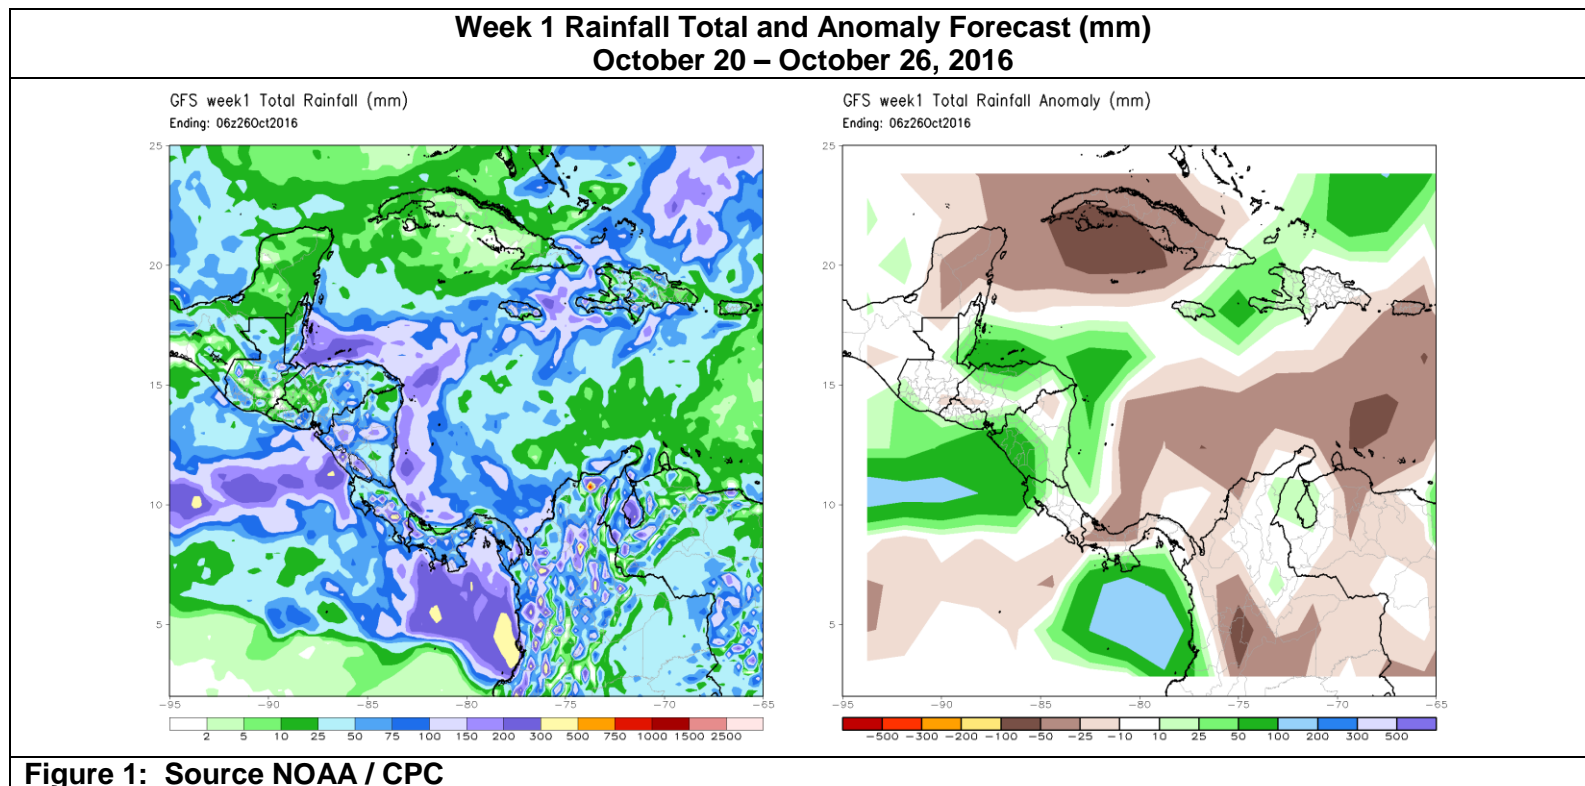 Week 1 Rainfall Total and Anomaly Forecast (mm)
October 20 – October 26, 2016
GFS week1 Total Rainfall (mm)
Ending: 06z26Oct2016
25
20
15
10
5
-95 -90 -85 -80 -75 -70 -65
2 5 10 25 50 75 100 150 200 300 500 750 1000 1500 2500
GFS week1 Total Rainfall Anomaly (mm)
Ending: 06z26Oct2016
25
20
15
10
5
-95 -90 -85 -80 -75 -70 -65
-500 -300 -200 -100 -50 -25 -10 10 25 50 100 200 300 500
Figure 1: Source NOAA / CPC